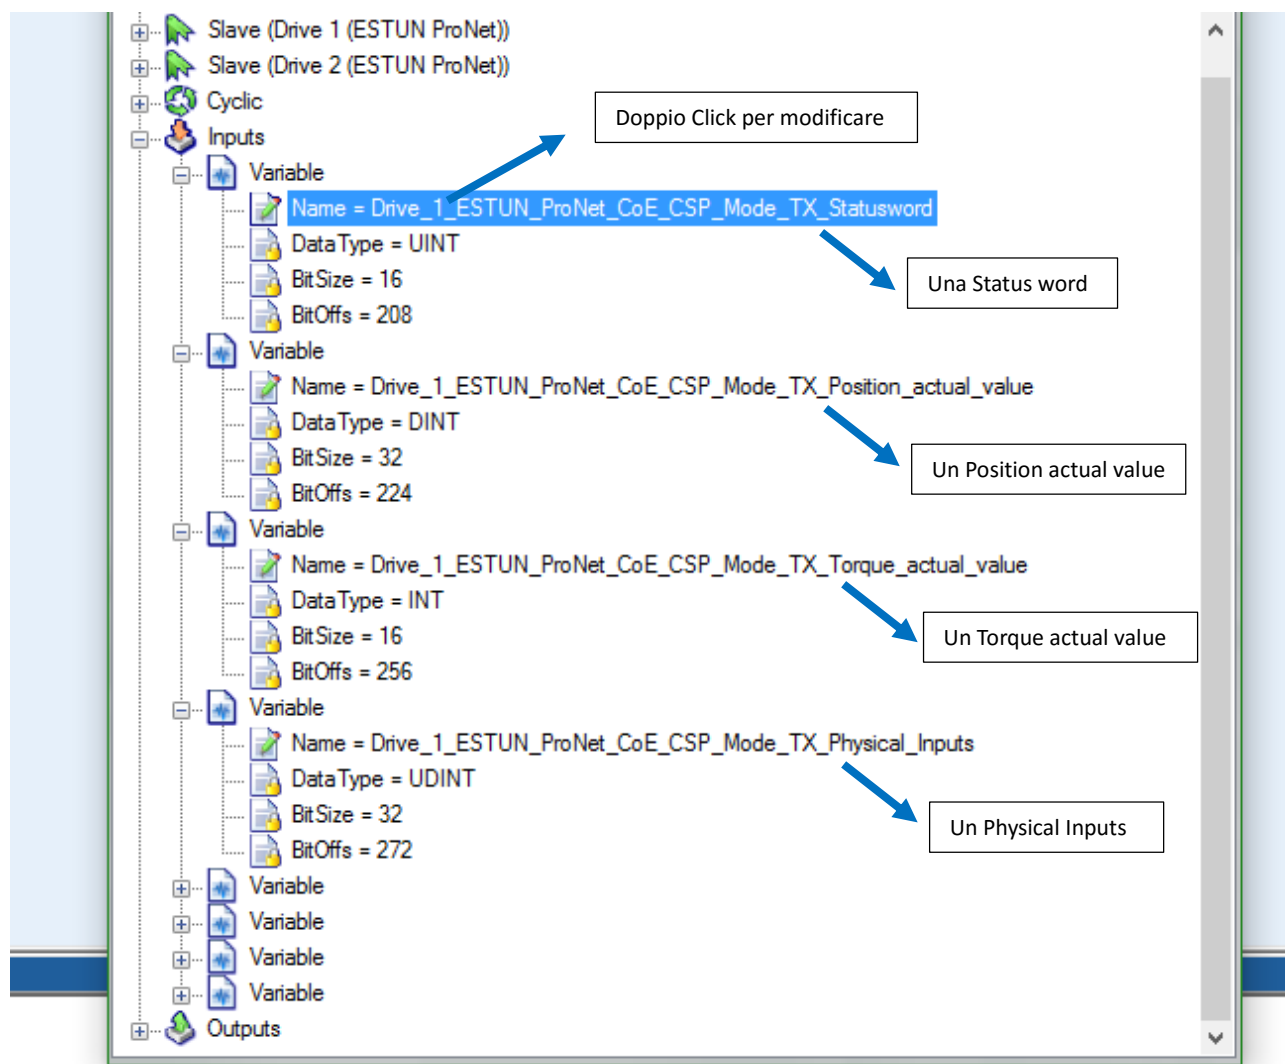 Slave (Drive 1 (ESTUN ProNet))
Slave (Drive 2 (ESTUN ProNet))
Cyclic
Doppio Click per modificare
Inputs
Variable
Name = Drive_1_ESTUN_ProNet_CoE_CSP_Mode_TX_Statusword
DataType = UINT
Una Status word
BitSize = 16
BitOffs = 208
Variable
Name = Drive_1_ESTUN_ProNet_CoE_CSP_Mode_TX_Position_actual_value
DataType = DINT
Un Position actual value
BitSize = 32
BitOffs = 224
Variable
Name = Drive_1_ESTUN_ProNet_CoE_CSP_Mode_TX_Torque_actual_value
DataType = INT
Un Torque actual value
BitSize = 16
BitOffs = 256
Variable
Name = Drive_1_ESTUN_ProNet_CoE_CSP_Mode_TX_Physical_Inputs
DataType = UDINT
BitSize = 32
Un Physical Inputs
BitOffs = 272
Variable
Variable
Variable
Variable
Outputs